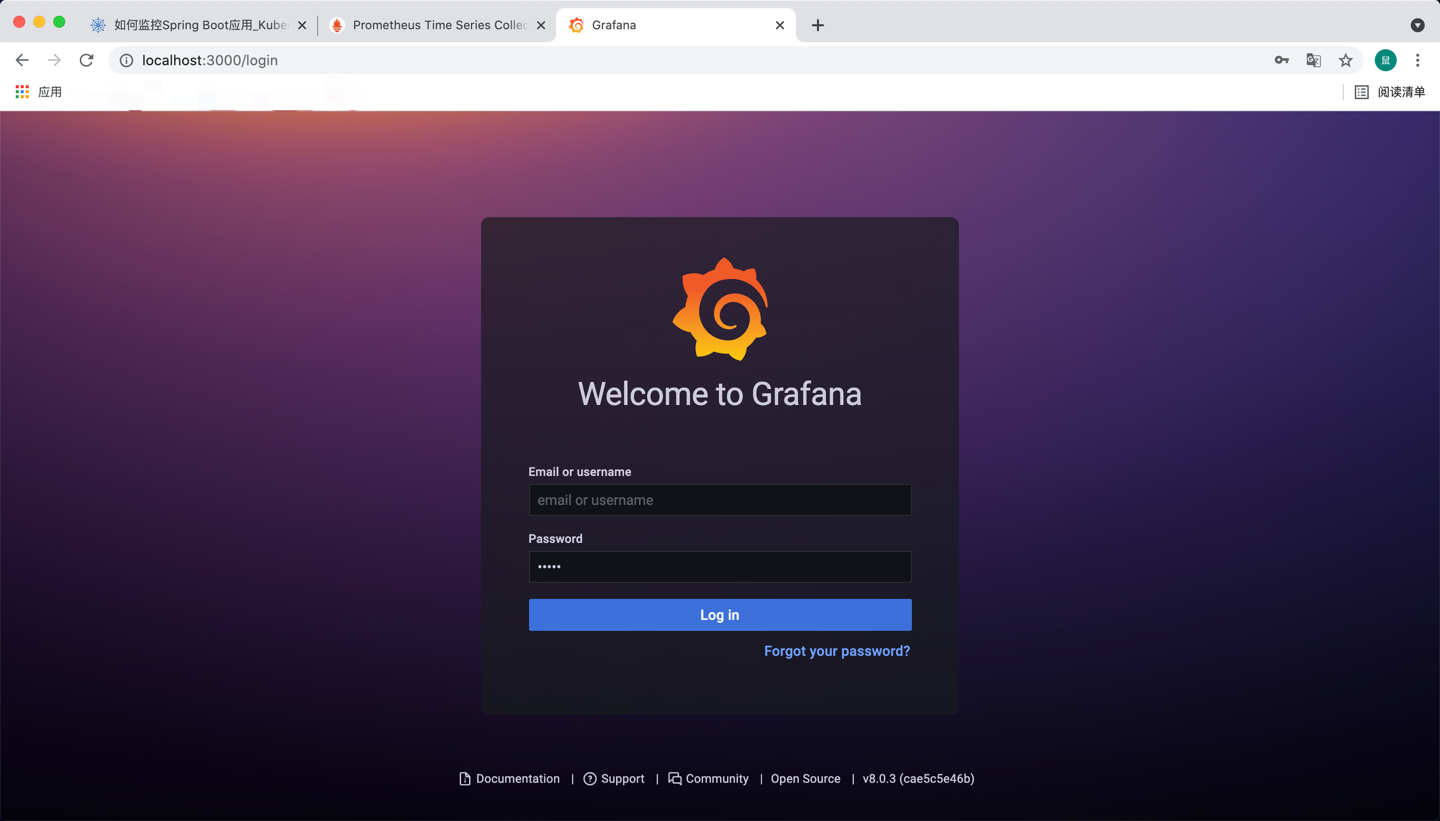 如何监控Spring Boot应用_Kube
Prometheus Time Series Collec
Grafana
localhost:3000/login
鼠
应用
阅读清单
Welcome to Grafana
Email or username
email or username
Password
•••••
Log in
Forgot your password?
Documentation | Support | Community | Open Source | v8.0.3 (cae5c5e46b)